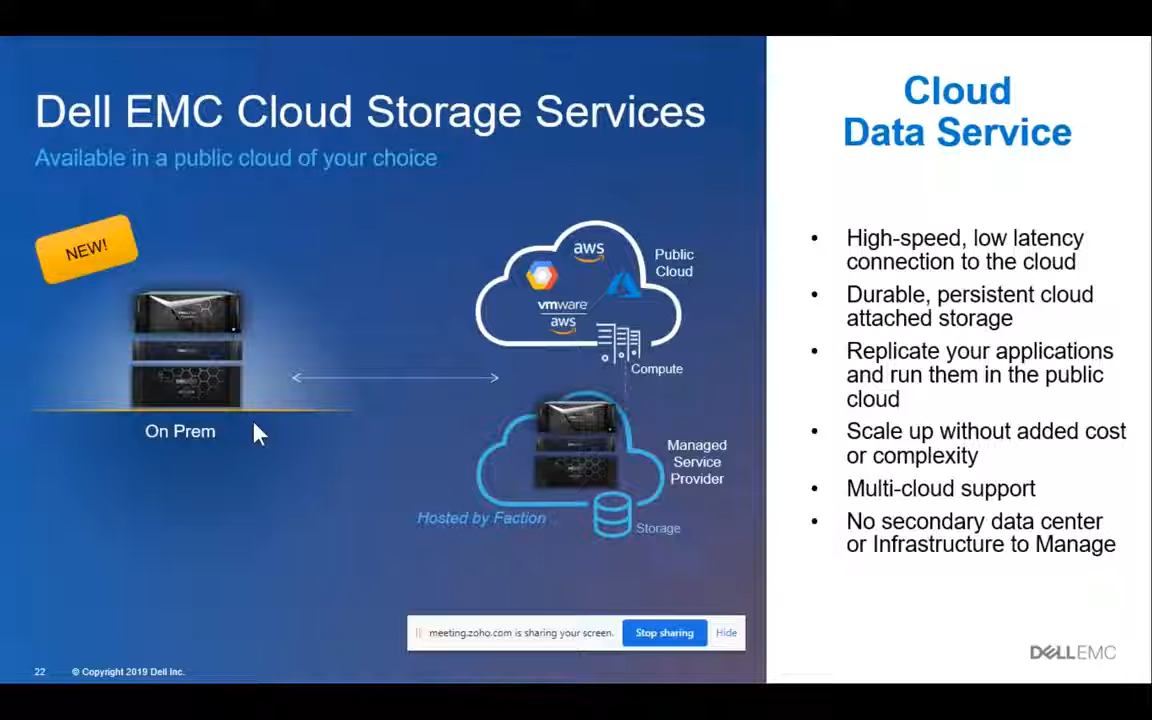 Dell EMC Cloud Storage Services
Available in a public cloud of your choice
NEW!
On Prem
aws
vmware
aws
Public
Cloud
Compute
Managed
Service
Provider
Hosted by Faction
Storage
Cloud
Data Service
• High-speed, low latency
connection to the cloud
• Durable, persistent cloud
attached storage
• Replicate your applications
and run them in the public
cloud
• Scale up without added cost
or complexity
• Multi-cloud support
• No secondary data center
or Infrastructure to Manage
meeting.zoho.com is sharing your screen.
Stop sharing
Hide
22
© Copyright 2019 Dell Inc.
DELLEMC